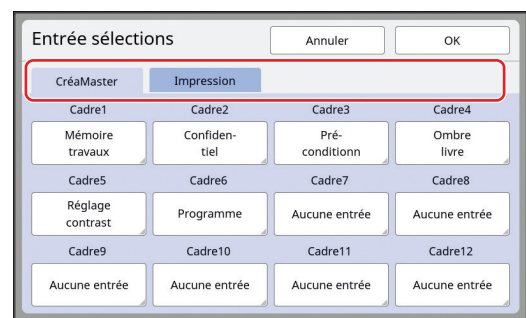 Entrée sélections
Annuler
OK
CréaMaster
Impression
Cadre1
Cadre2
Cadre3
Cadre4
Mémoire
travaux
Confiden-
tiel
Pré-
conditionn
Ombre
livre
Cadre5
Cadre6
Cadre7
Cadre8
Réglage
contrast
Programme
Aucune entrée
Aucune entrée
Cadre9
Cadre10
Cadre11
Cadre12
Aucune entrée
Aucune entrée
Aucune entrée
Aucune entrée